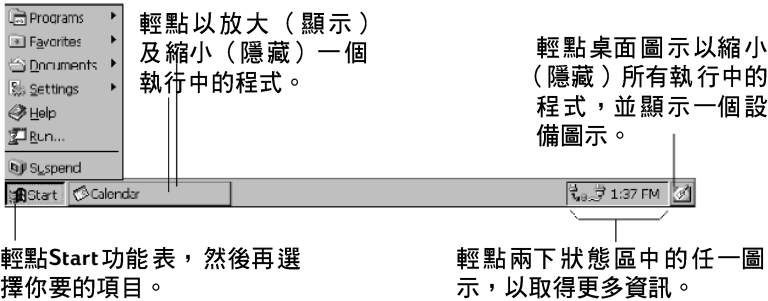 Programs
Favorites
Documents
Settings
Help
Run...
Suspend
輕點以放大（顯示）
及縮小（隱藏）一個
執行中的程式。
輕點桌面圖示以縮小
（隱藏）所有執行中的
程式，並顯示一個設
備圖示。
Start
Calendar
1:37 PM
輕點Start功能表，然後再選
擇你要的項目。
輕點兩下狀態區中的任一圖
示，以取得更多資訊。